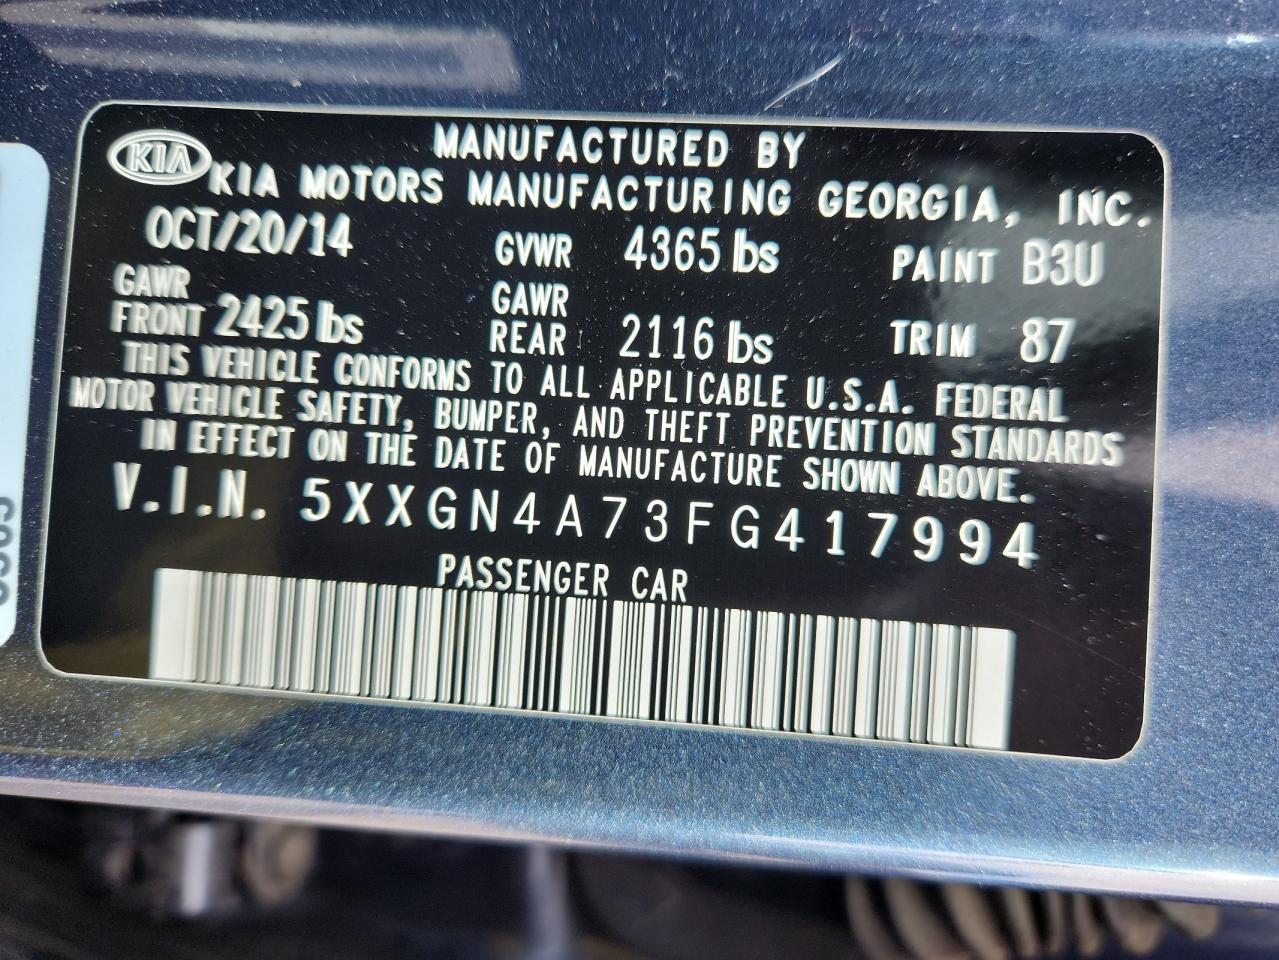 MANUFACTURED BY
KIA KIA MOTORS MANUFACTURING GEORGIA, INC.
OCT/20/14 GVWR 4365 lbs PAINT B3U
GAWR GAWR
FRONT 2425 lbs REAR 2116 lbs TRIM 87
THIS VEHICLE CONFORMS TO ALL APPLICABLE U.S.A. FEDERAL
MOTOR VEHICLE SAFETY, BUMPER, AND THEFT PREVENTION STANDARDS
IN EFFECT ON THE DATE OF MANUFACTURE SHOWN ABOVE.
V.I.N. 5XXGN4A73FG417994
PASSENGER CAR